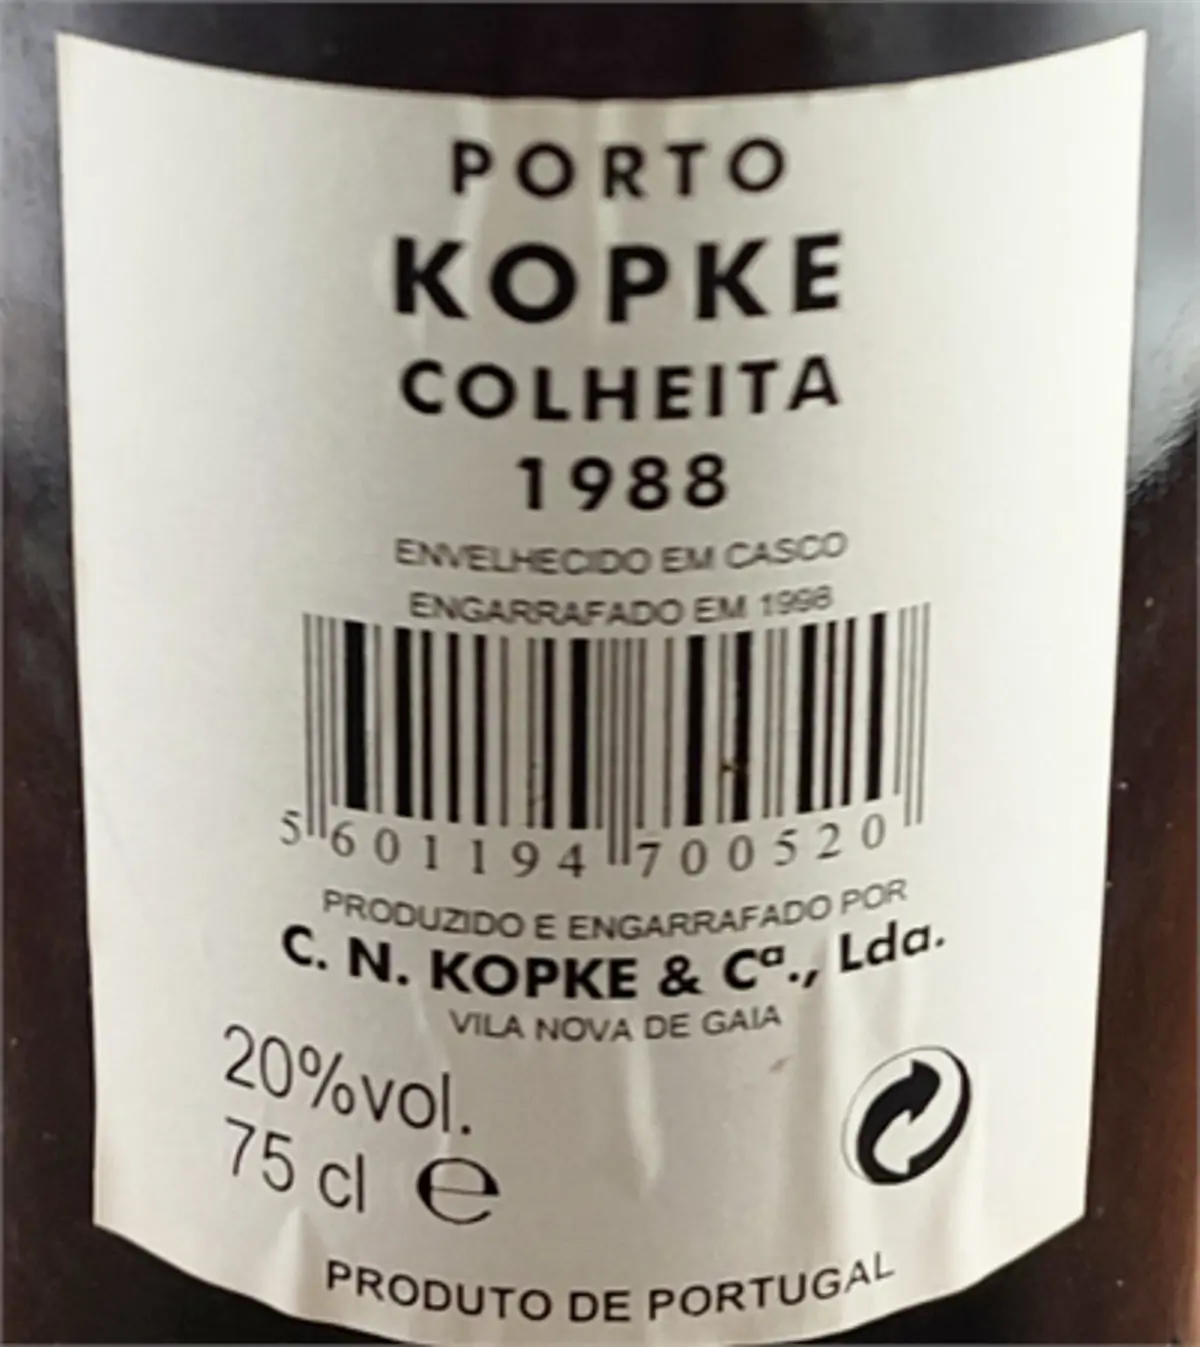 PORTO
KOPKE
COLHEITA
1988
ENVELHECIDO EM CASCO
ENGARRAFADO EM 1998
5 601194 700520
PRODUZIDO E ENGARRAFADO POR
C. N. KOPKE & Cª., Lda.
VILA NOVA DE GAIA
20%vol.
75 cl e
PRODUTO DE PORTUGAL